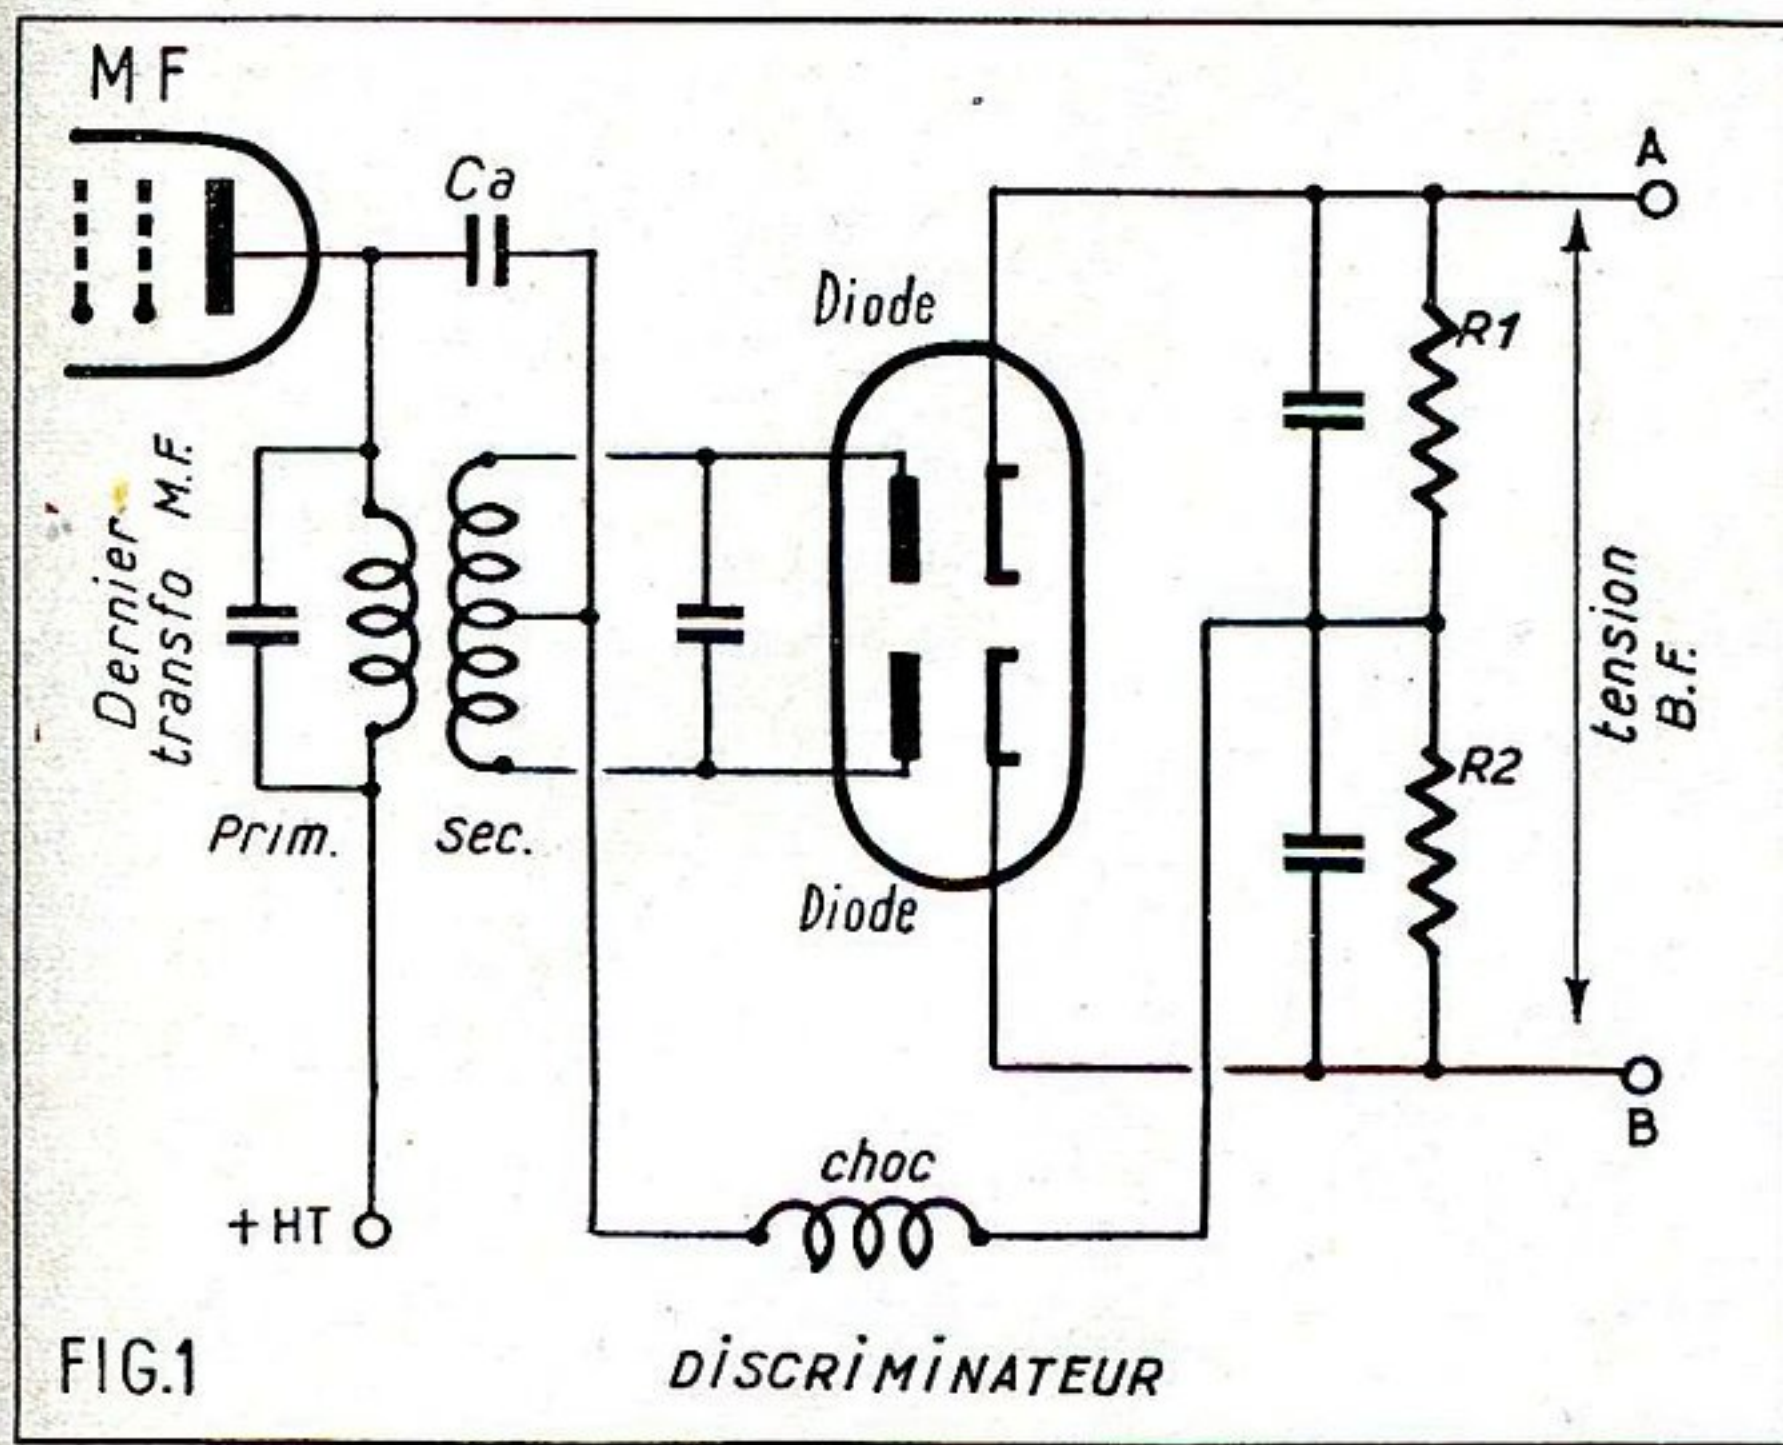 MF
Ca
A
Diode
R1
Dernier
transfo M.F.
tension
B.F.
R2
Prim.
sec.
Diode
B
choc
+HT
FIG.1
DISCRIMINATEUR